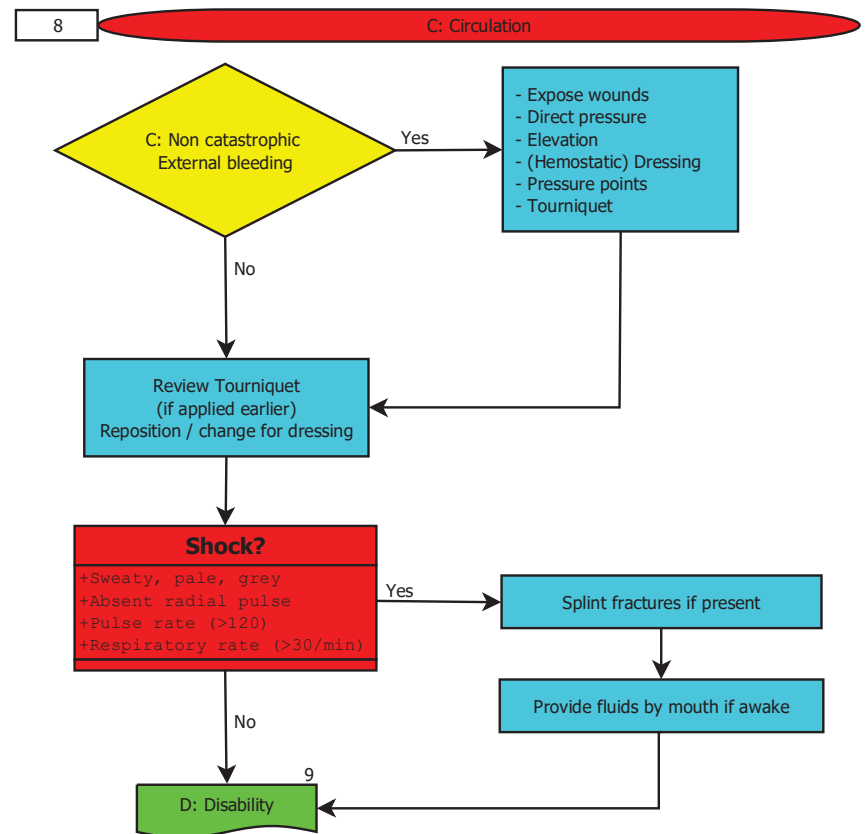 8
C: Circulation
C: Non catastrophic
External bleeding
Yes
- Expose wounds
- Direct pressure
- Elevation
- (Hemostatic) Dressing
- Pressure points
- Tourniquet
No
Review Tourniquet
(if applied earlier)
Reposition / change for dressing
Shock?
+Sweaty, pale, grey
+Absent radial pulse
+Pulse rate (>120)
+Respiratory rate (>30/min)
Yes
Splint fractures if present
Provide fluids by mouth if awake
No
9
D: Disability